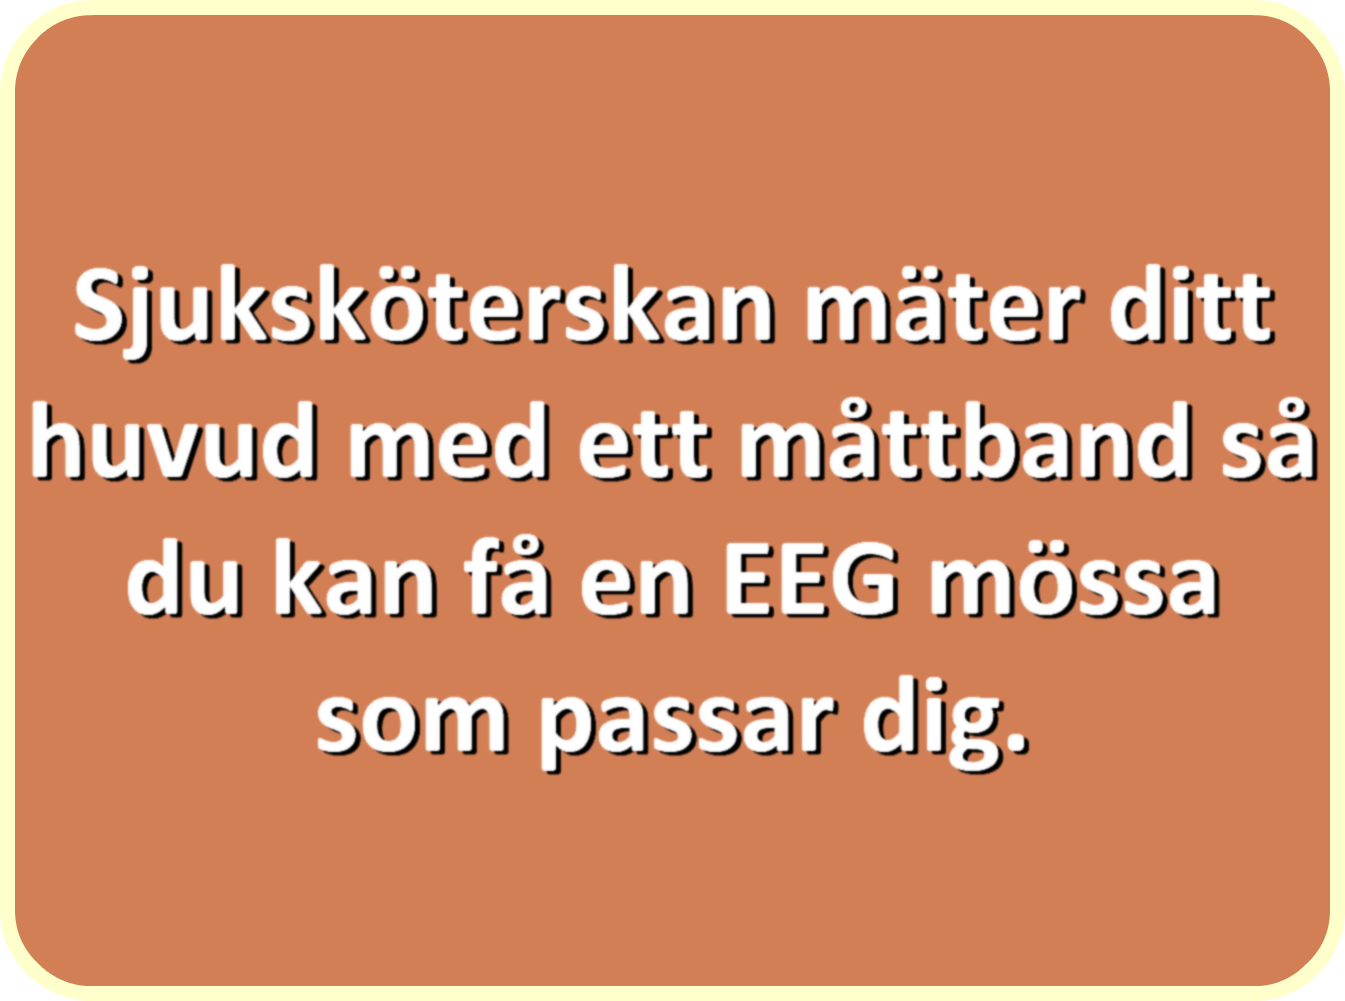 Sjuksköterskan mäter ditt
huvud med ett måttband så
du kan få en EEG mössa
som passar dig.